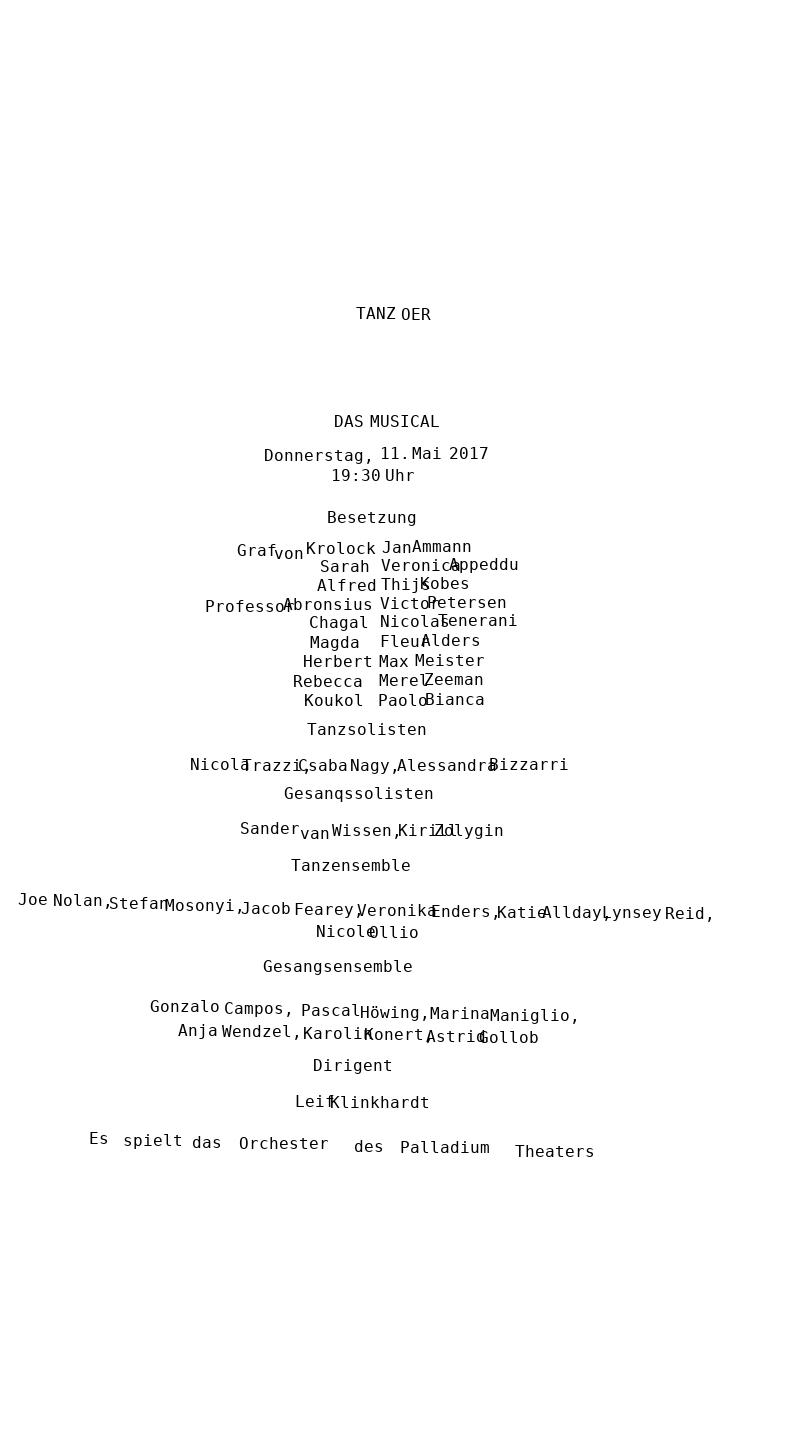 TANZ OER
DAS MUSICAL
Donnerstag, 11. Mai 2017
19:30 Uhr
Besetzung
Graf von Krolock Jan Ammann
Sarah Veronica Appeddu
Alfred Thijs Kobes
Professor Abronsius Victor Petersen
Chagal Nicolas Tenerani
Magda Fleur Alders
Herbert Max Meister
Rebecca Merel Zeeman
Koukol Paolo Bianca
Tanzsolisten
Nicola Trazzi, Csaba Nagy, Alessandra Bizzarri
Gesanqssolisten
Sander van Wissen, Kirill Zolygin
Tanzensemble
Joe Nolan, Stefan Mosonyi, Jacob Fearey, Veronika Enders, Katie Allday, Lynsey Reid,
Nicole Ollio
Gesangsensemble
Gonzalo Campos, Pascal Höwing, Marina Maniglio,
Anja Wendzel, Karolin Konert, Astrid Gollob
Dirigent
Leif Klinkhardt
Es spielt das Orchester des Palladium Theaters